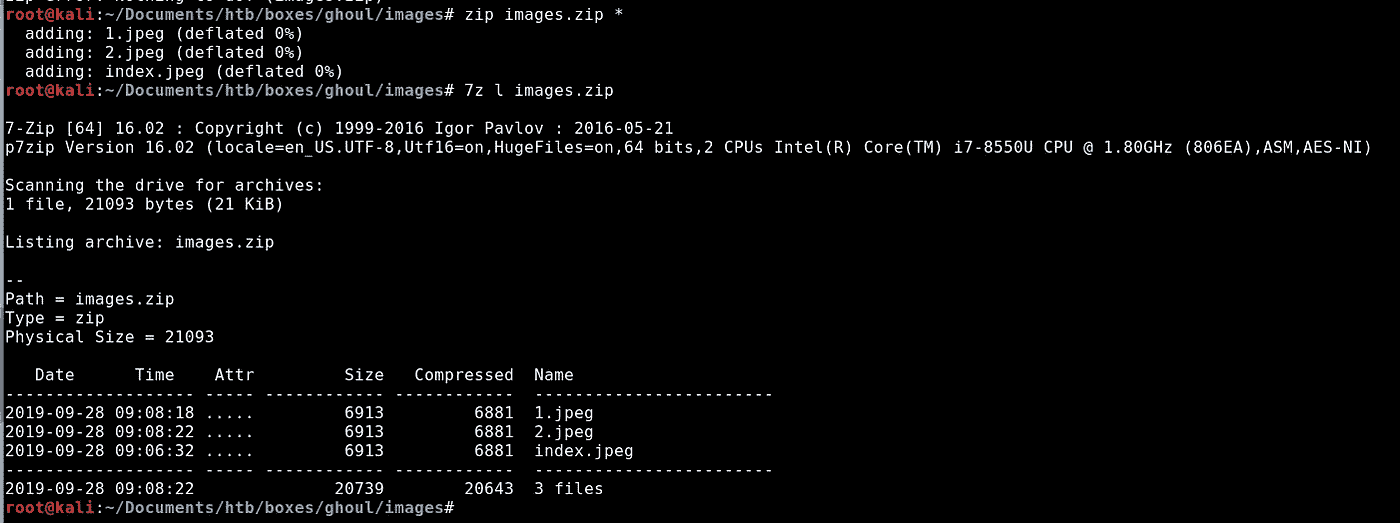 zip error: Nothing to do! (images.zip)
root@kali:~/Documents/htb/boxes/ghoul/images# zip images.zip *
  adding: 1.jpeg (deflated 0%)
  adding: 2.jpeg (deflated 0%)
  adding: index.jpeg (deflated 0%)
root@kali:~/Documents/htb/boxes/ghoul/images# 7z l images.zip

7-Zip [64] 16.02 : Copyright (c) 1999-2016 Igor Pavlov : 2016-05-21
p7zip Version 16.02 (locale=en_US.UTF-8,Utf16=on,HugeFiles=on,64 bits,2 CPUs Intel(R) Core(TM) i7-8550U CPU @ 1.80GHz (806EA),ASM,AES-NI)

Scanning the drive for archives:
1 file, 21093 bytes (21 KiB)

Listing archive: images.zip

--
Path = images.zip
Type = zip
Physical Size = 21093

   Date      Time    Attr         Size   Compressed  Name
------------------- ----- ------------ ------------  ------------------------
2019-09-28 09:08:18 .....         6913         6881  1.jpeg
2019-09-28 09:08:22 .....         6913         6881  2.jpeg
2019-09-28 09:06:32 .....         6913         6881  index.jpeg
------------------- ----- ------------ ------------  ------------------------
2019-09-28 09:08:22              20739        20643  3 files
root@kali:~/Documents/htb/boxes/ghoul/images#